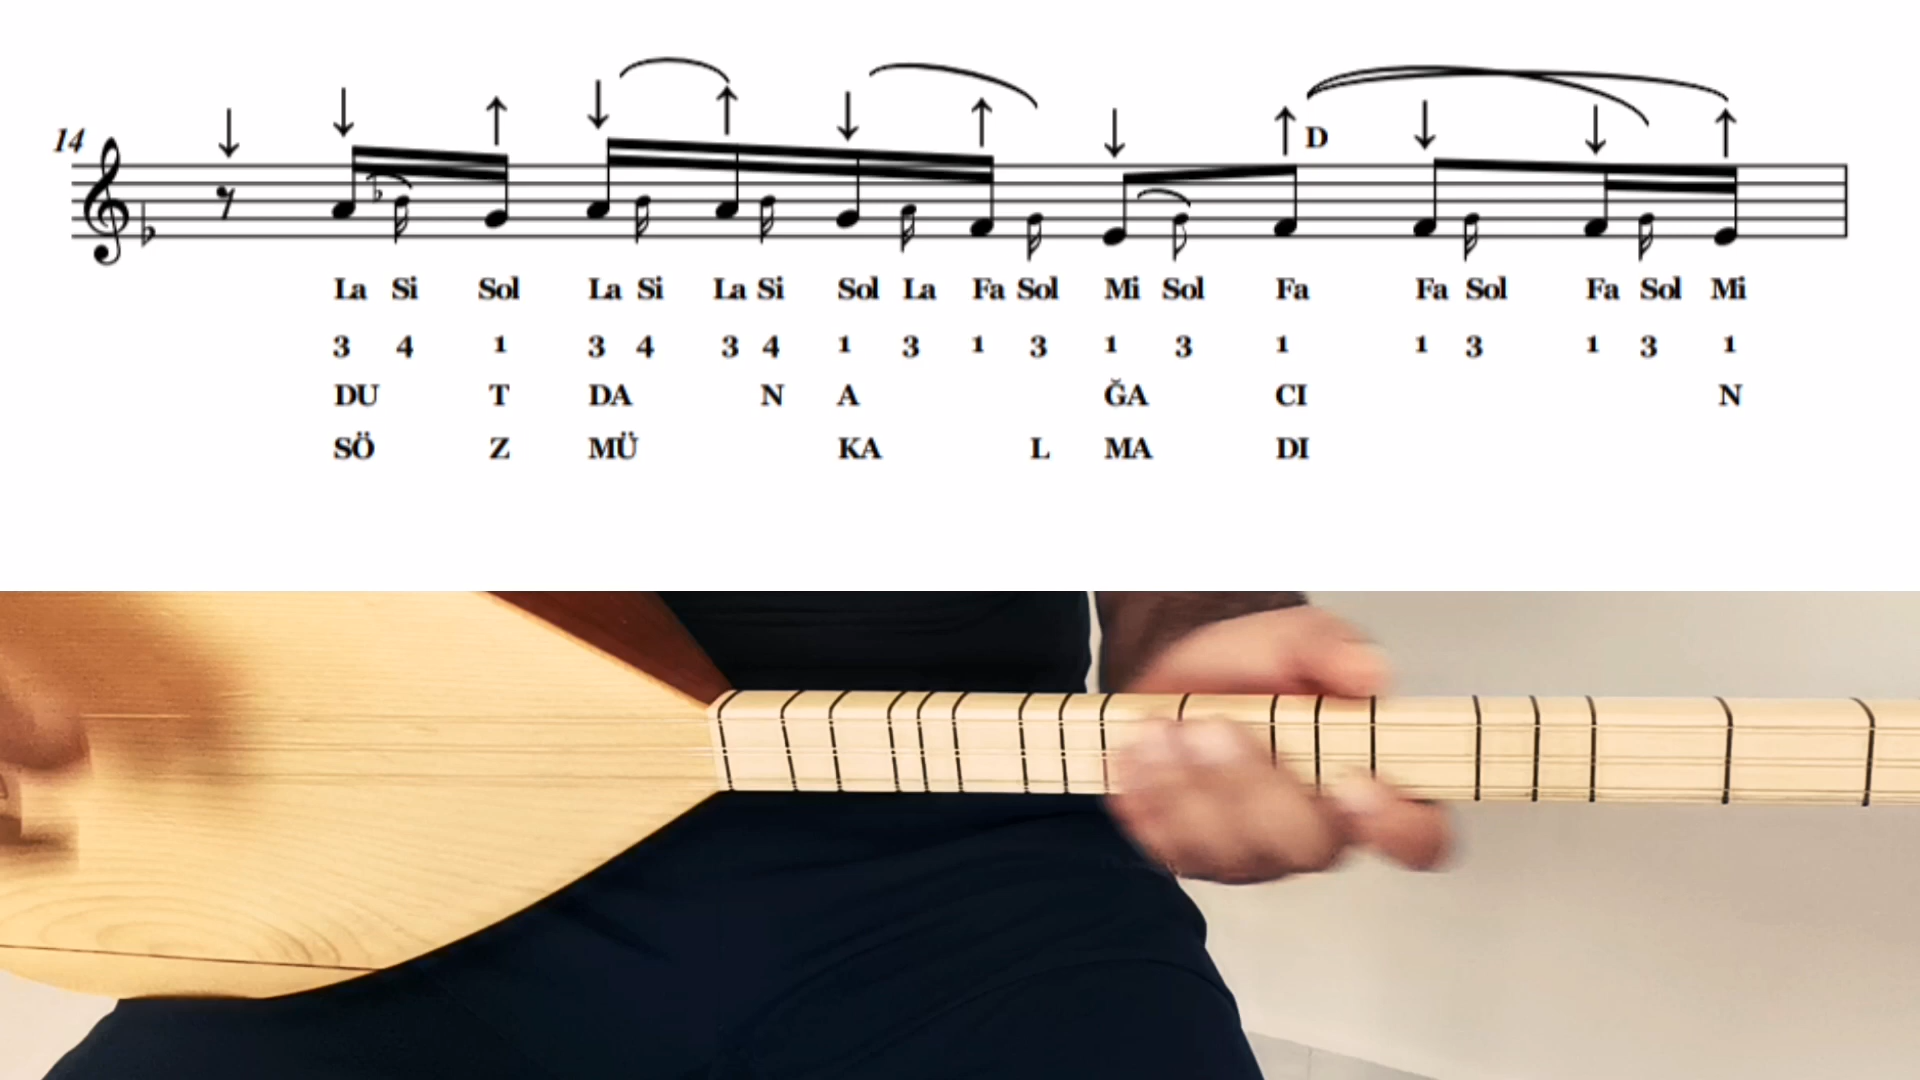 14
D
La Si Sol La Si La Si Sol La Fa Sol Mi Sol Fa Fa Sol Fa Sol Mi
3 4 1 3 4 3 4 1 3 1 3 1 3 1 1 3 1 3 1
DU T DA N A ĞA CI N
SÖ Z MÜ KA L MA DI